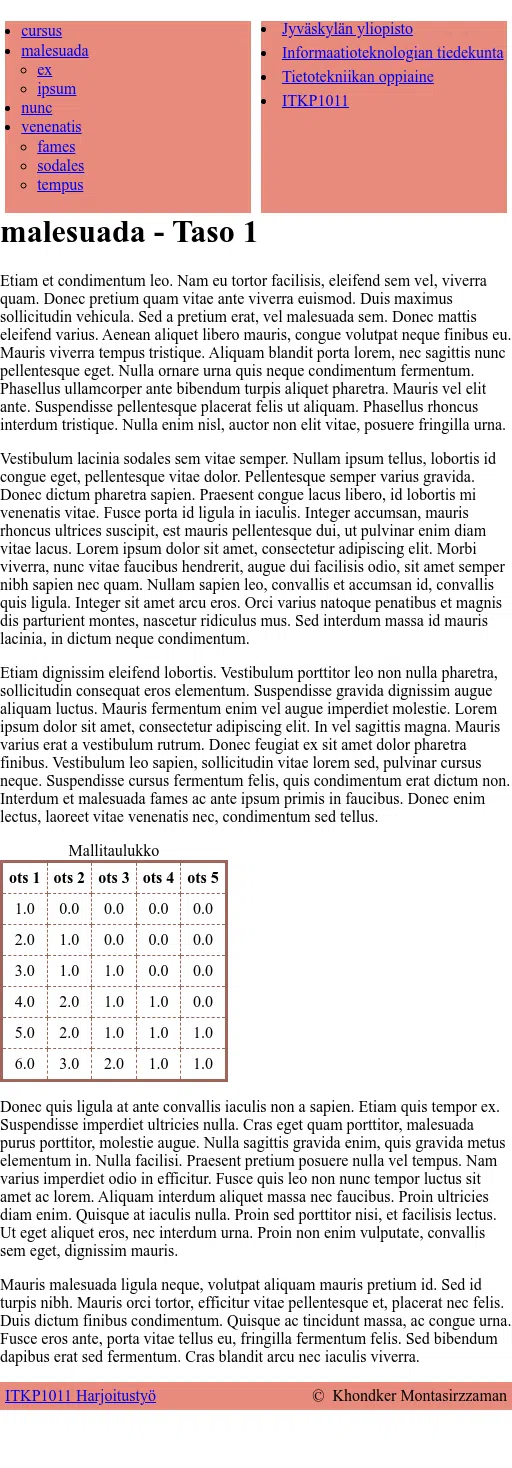 cursus
malesuada
ex
ipsum
nunc
venenatis
fames
sodales
tempus
Jyväskylän yliopisto
Informaatioteknologian tiedekunta
Tietotekniikan oppiaine
ITKP1011
malesuada - Taso 1
Etiam et condimentum leo. Nam eu tortor facilisis, eleifend sem vel, viverra
quam. Donec pretium quam vitae ante viverra euismod. Duis maximus
sollicitudin vehicula. Sed a pretium erat, vel malesuada sem. Donec mattis
eleifend varius. Aenean aliquet libero mauris, congue volutpat neque finibus eu.
Mauris viverra tempus tristique. Aliquam blandit porta lorem, nec sagittis nunc
pellentesque eget. Nulla ornare urna quis neque condimentum fermentum.
Phasellus ullamcorper ante bibendum turpis aliquet pharetra. Mauris vel elit
ante. Suspendisse pellentesque placerat felis ut aliquam. Phasellus rhoncus
interdum tristique. Nulla enim nisl, auctor non elit vitae, posuere fringilla urna.
Vestibulum lacinia sodales sem vitae semper. Nullam ipsum tellus, lobortis id
congue eget, pellentesque vitae dolor. Pellentesque semper varius gravida.
Donec dictum pharetra sapien. Praesent congue lacus libero, id lobortis mi
venenatis vitae. Fusce porta id ligula in iaculis. Integer accumsan, mauris
rhoncus ultrices suscipit, est mauris pellentesque dui, ut pulvinar enim diam
vitae lacus. Lorem ipsum dolor sit amet, consectetur adipiscing elit. Morbi
viverra, nunc vitae faucibus hendrerit, augue dui facilisis odio, sit amet semper
nibh sapien nec quam. Nullam sapien leo, convallis et accumsan id, convallis
quis ligula. Integer sit amet arcu eros. Orci varius natoque penatibus et magnis
dis parturient montes, nascetur ridiculus mus. Sed interdum massa id mauris
lacinia, in dictum neque condimentum.
Etiam dignissim eleifend lobortis. Vestibulum porttitor leo non nulla pharetra,
sollicitudin consequat eros elementum. Suspendisse gravida dignissim augue
aliquam luctus. Mauris fermentum enim vel augue imperdiet molestie. Lorem
ipsum dolor sit amet, consectetur adipiscing elit. In vel sagittis magna. Mauris
varius erat a vestibulum rutrum. Donec feugiat ex sit amet dolor pharetra
finibus. Vestibulum leo sapien, sollicitudin vitae lorem sed, pulvinar cursus
neque. Suspendisse cursus fermentum felis, quis condimentum erat dictum non.
Interdum et malesuada fames ac ante ipsum primis in faucibus. Donec enim
lectus, laoreet vitae venenatis nec, condimentum sed tellus.
Mallitaulukko
ots 1 ots 2 ots 3 ots 4 ots 5
1.0 0.0 0.0 0.0 0.0
2.0 1.0 0.0 0.0 0.0
3.0 1.0 1.0 0.0 0.0
4.0 2.0 1.0 1.0 0.0
5.0 2.0 1.0 1.0 1.0
6.0 3.0 2.0 1.0 1.0
Donec quis ligula at ante convallis iaculis non a sapien. Etiam quis tempor ex.
Suspendisse imperdiet ultricies nulla. Cras eget quam porttitor, malesuada
purus porttitor, molestie augue. Nulla sagittis gravida enim, quis gravida metus
elementum in. Nulla facilisi. Praesent pretium posuere nulla vel tempus. Nam
varius imperdiet odio in efficitur. Fusce quis leo non nunc tempor luctus sit
amet ac lorem. Aliquam interdum aliquet massa nec faucibus. Proin ultricies
diam enim. Quisque at iaculis nulla. Proin sed porttitor nisi, et facilisis lectus.
Ut eget aliquet eros, nec interdum urna. Proin non enim vulputate, convallis
sem eget, dignissim mauris.
Mauris malesuada ligula neque, volutpat aliquam mauris pretium id. Sed id
turpis nibh. Mauris orci tortor, efficitur vitae pellentesque et, placerat nec felis.
Duis dictum finibus condimentum. Quisque ac tincidunt massa, ac congue urna.
Fusce eros ante, porta vitae tellus eu, fringilla fermentum felis. Sed bibendum
dapibus erat sed fermentum. Cras blandit arcu nec iaculis viverra.
ITKP1011 Harjoitustyö © Khondker Montasirzzaman